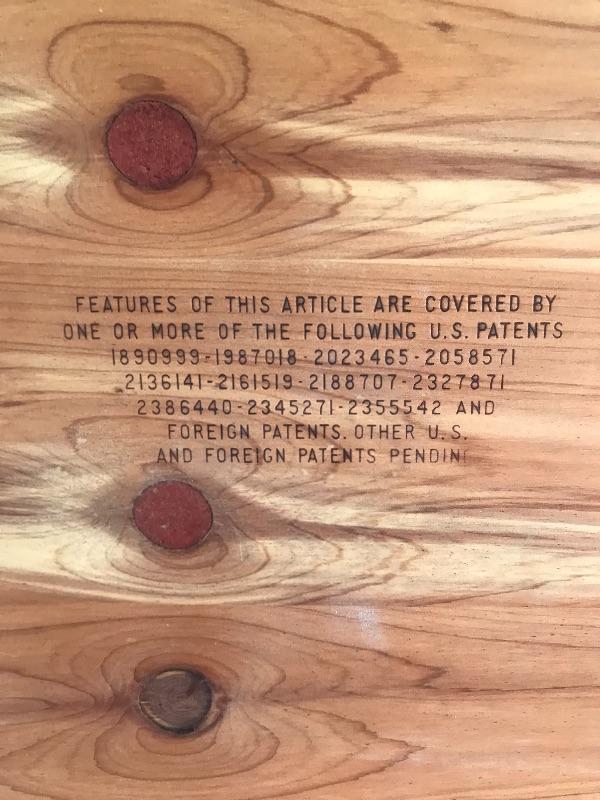 FEATURES OF THIS ARTICLE ARE COVERED BY
ONE OR MORE OF THE FOLLOWING U.S. PATENTS
1890999-1987018-2023465-2058571
2136141-2161519-2188707-2327871
2386440-2345271-2355542 AND
FOREIGN PATENTS. OTHER U.S.
AND FOREIGN PATENTS PENDING